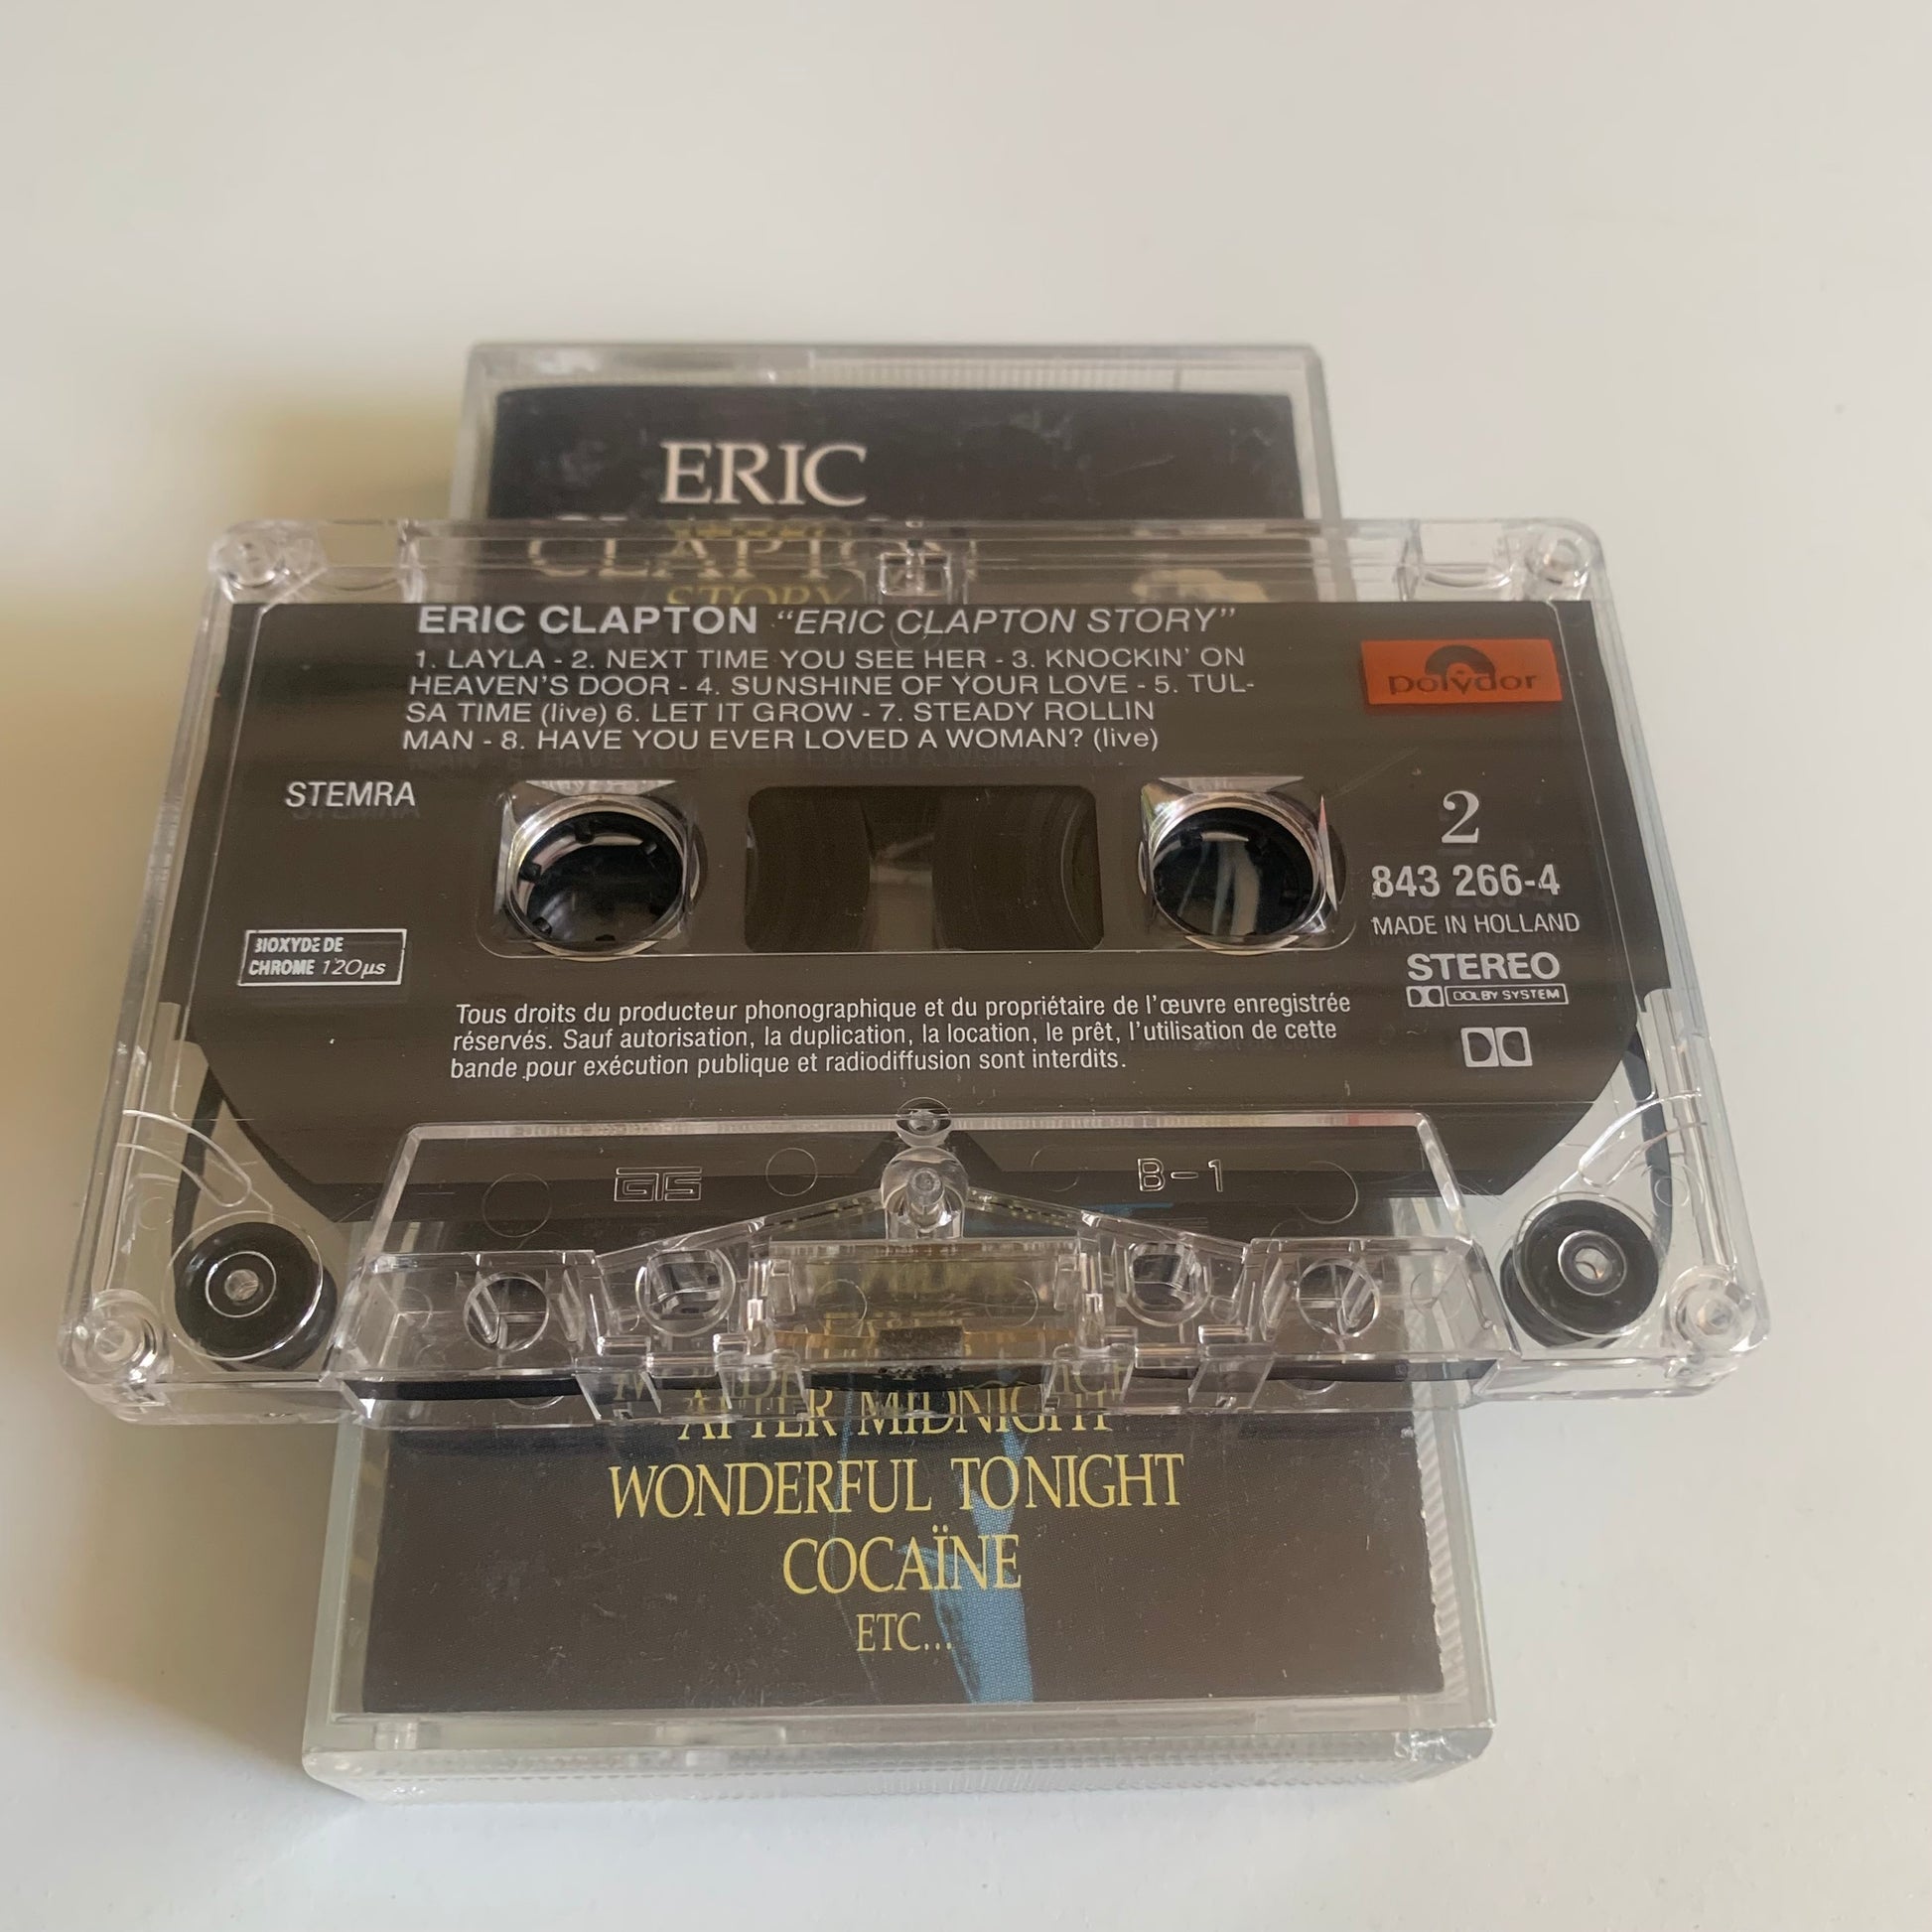 ERIC
CLAPTON
STORY
ERIC CLAPTON “ERIC CLAPTON STORY”
1. LAYLA - 2. NEXT TIME YOU SEE HER - 3. KNOCKIN’ ON
HEAVEN’S DOOR - 4. SUNSHINE OF YOUR LOVE - 5. TUL-
SA TIME (live) 6. LET IT GROW - 7. STEADY ROLLIN
MAN - 8. HAVE YOU EVER LOVED A WOMAN? (live)
polydor
STEMRA
2
843 266-4
MADE IN HOLLAND
BIOXYDE DE
CHROME 120µs
STEREO
DOLBY SYSTEM
Tous droits du producteur phonographique et du propriétaire de l’œuvre enregistrée
réservés. Sauf autorisation, la duplication, la location, le prêt, l’utilisation de cette
bande pour exécution publique et radiodiffusion sont interdits.
B-1
AFTER MIDNIGHT
WONDERFUL TONIGHT
COCAÏNE
ETC...